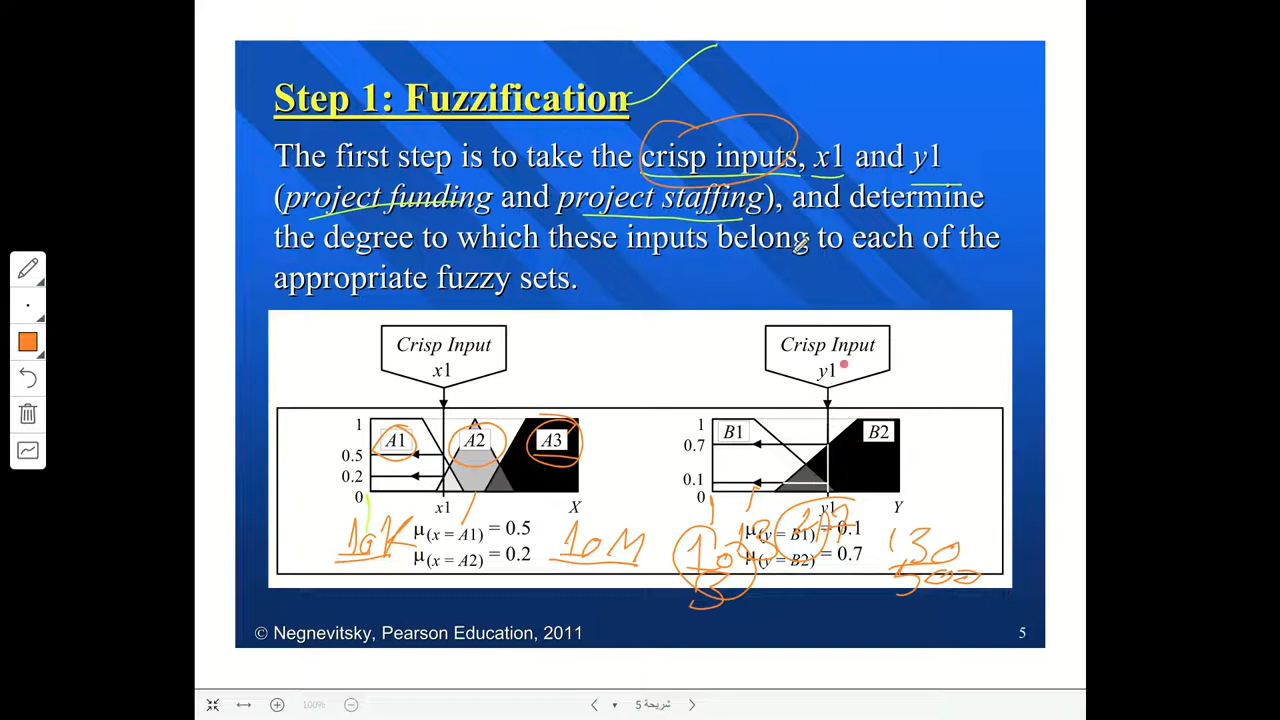 Step 1: Fuzzification
The first step is to take the crisp inputs, x1 and y1
(project funding and project staffing), and determine
the degree to which these inputs belong to each of the
appropriate fuzzy sets.
Crisp Input
x1
Crisp Input
y1
1
0.5
0.2
0
A1
A2
A3
x1
X
μ(x = A1) = 0.5
μ(x = A2) = 0.2
1
0.7
0.1
0
B1
B2
y1
Y
μ(y = B1) = 0.1
μ(y = B2) = 0.7
10K
10M
10
130
500
© Negnevitsky, Pearson Education, 2011
5
100%
شريحة 5